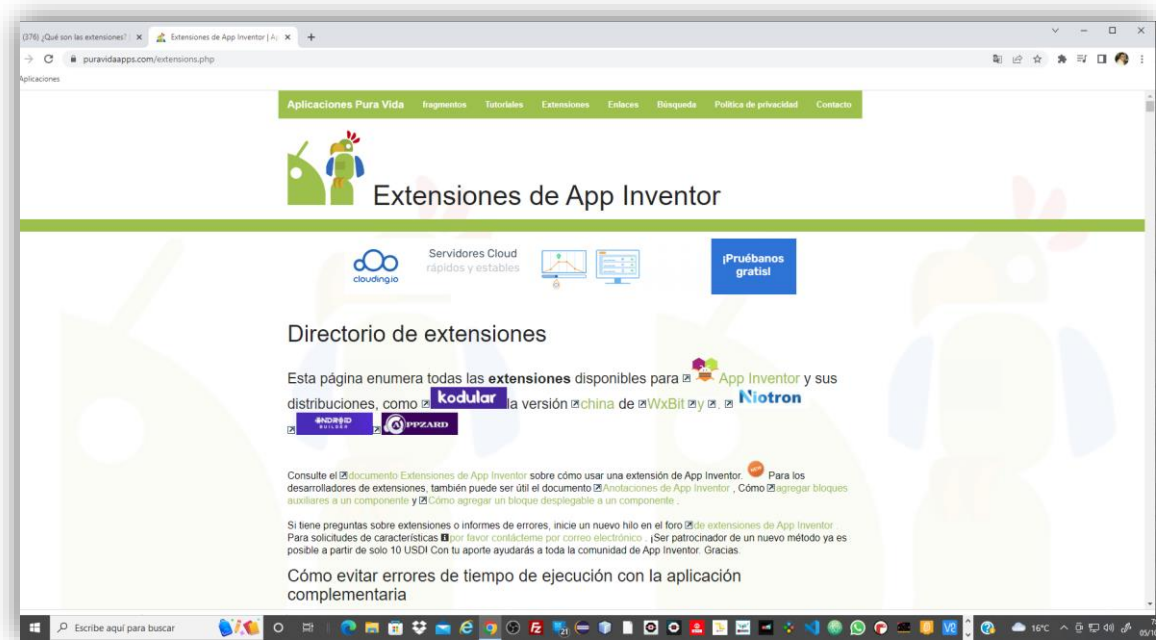 (376) ¿Qué son las extensiones?
Extensiones de App Inventor | A
puravidaapps.com/extensions.php
Aplicaciones
Aplicaciones Pura Vida fragmentos Tutoriales Extensiones Enlaces Búsqueda Política de privacidad Contacto
Extensiones de App Inventor
clouding.io
Servidores Cloud
rápidos y estables
¡Pruébanos
gratis!
Directorio de extensiones
Esta página enumera todas las extensiones disponibles para App Inventor y sus
distribuciones, como kodular la versión china de WxBit y . Niotron
ANDROID BUILDER APPZARD
Consulte el documento Extensiones de App Inventor sobre cómo usar una extensión de App Inventor. Para los
desarrolladores de extensiones, también puede ser útil el documento Anotaciones de App Inventor , Cómo agregar bloques
auxiliares a un componente y Cómo agregar un bloque desplegable a un componente .
Si tiene preguntas sobre extensiones o informes de errores, inicie un nuevo hilo en el foro de extensiones de App Inventor .
Para solicitudes de características por favor contácteme por correo electrónico . ¡Ser patrocinador de un nuevo método ya es
posible a partir de solo 10 USD! Con tu aporte ayudarás a toda la comunidad de App Inventor. Gracias.
Cómo evitar errores de tiempo de ejecución con la aplicación
complementaria
Escribe aquí para buscar
16°C